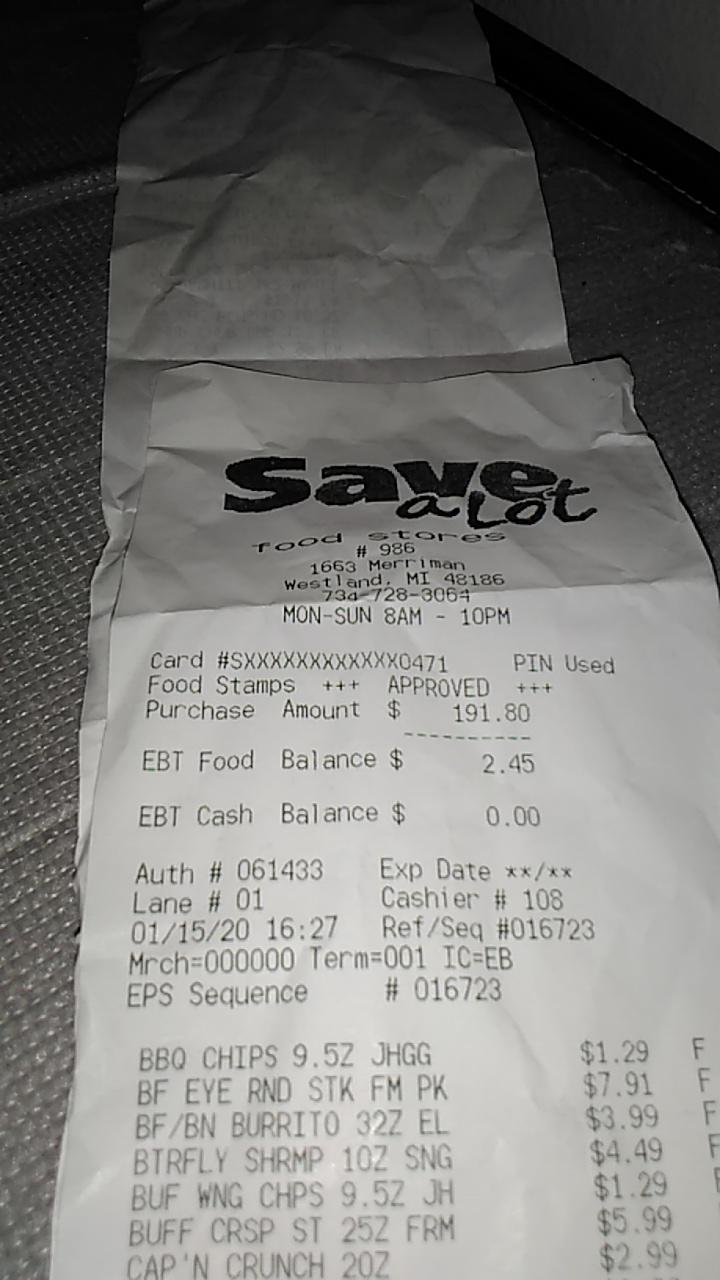 Save
a Lot
food stores
# 986
1663 Merriman
Westland, MI 48186
734-728-3064
MON-SUN 8AM - 10PM
Card #SXXXXXXXXXXXX0471 PIN Used
Food Stamps +++ APPROVED +++
Purchase Amount $ 191.80
----------
EBT Food Balance $ 2.45
EBT Cash Balance $ 0.00
Auth # 061433 Exp Date **/**
Lane # 01 Cashier # 108
01/15/20 16:27 Ref/Seq #016723
Mrch=000000 Term=001 IC=EB
EPS Sequence # 016723
BBQ CHIPS 9.5Z JHGG $1.29 F
BF EYE RND STK FM PK $7.91 F
BF/BN BURRITO 32Z EL $3.99 F
BTRFLY SHRMP 10Z SNG $4.49 F
BUF WNG CHPS 9.5Z JH $1.29 F
BUFF CRSP ST 25Z FRM $5.99
CAP'N CRUNCH 20Z $2.99